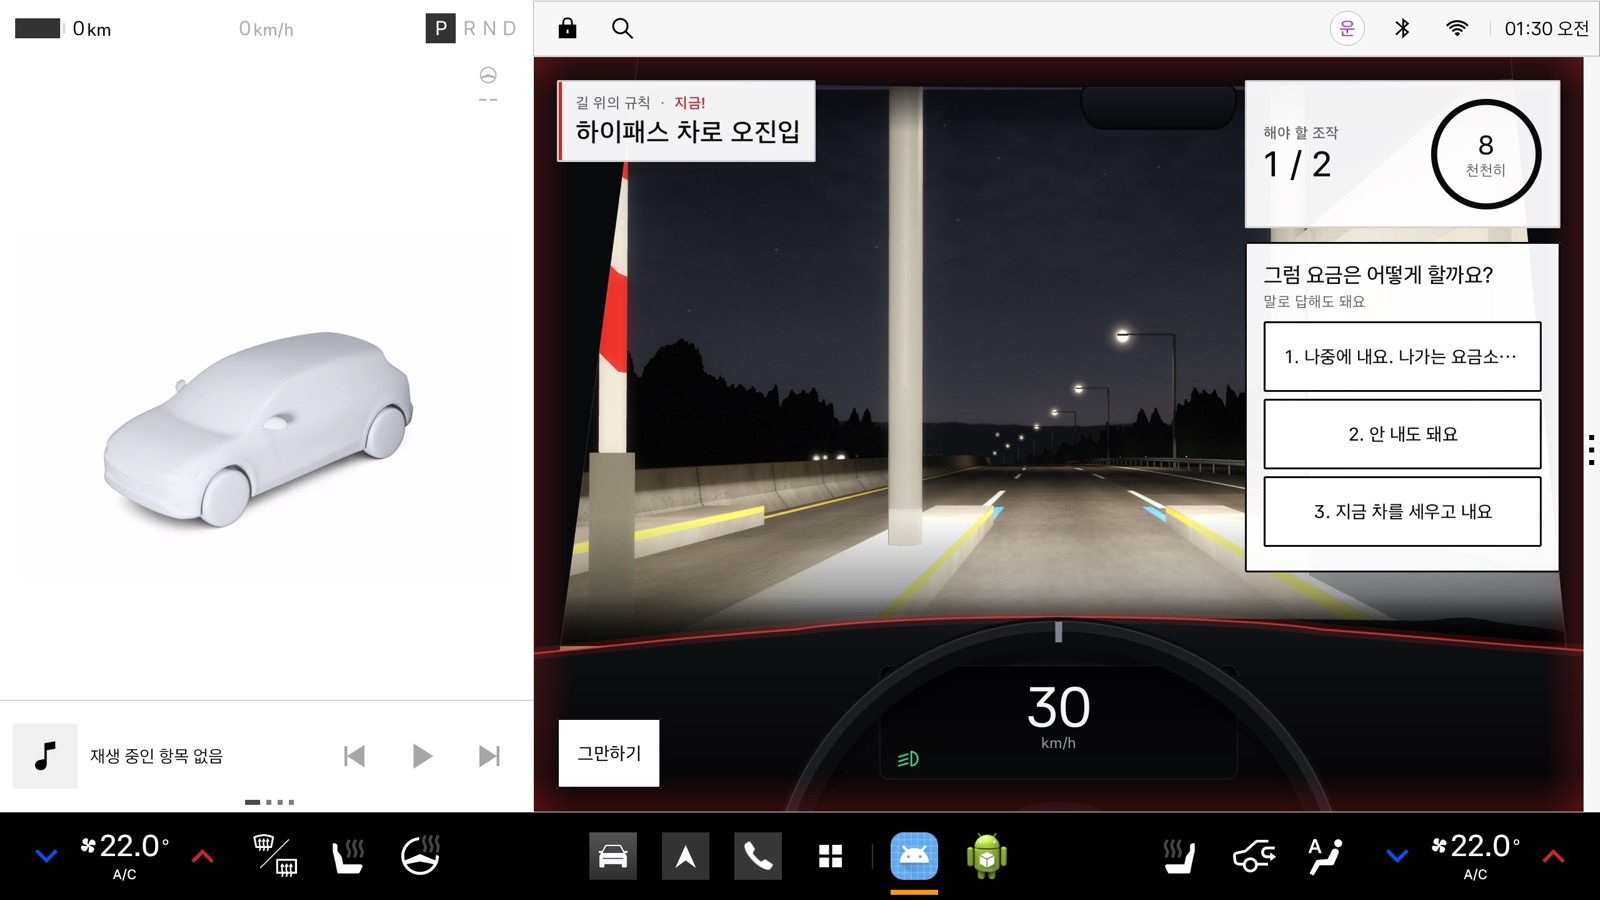 0 km
0 km/h
P R N D
--
운
01:30 오전
길 위의 규칙 · 지금!
하이패스 차로 오진입
해야 할 조작
1 / 2
8
천천히
그럼 요금은 어떻게 할까요?
말로 답해도 돼요
1. 나중에 내요. 나가는 요금소…
2. 안 내도 돼요
3. 지금 차를 세우고 내요
30
km/h
그만하기
재생 중인 항목 없음
22.0°
A/C
A
22.0°
A/C